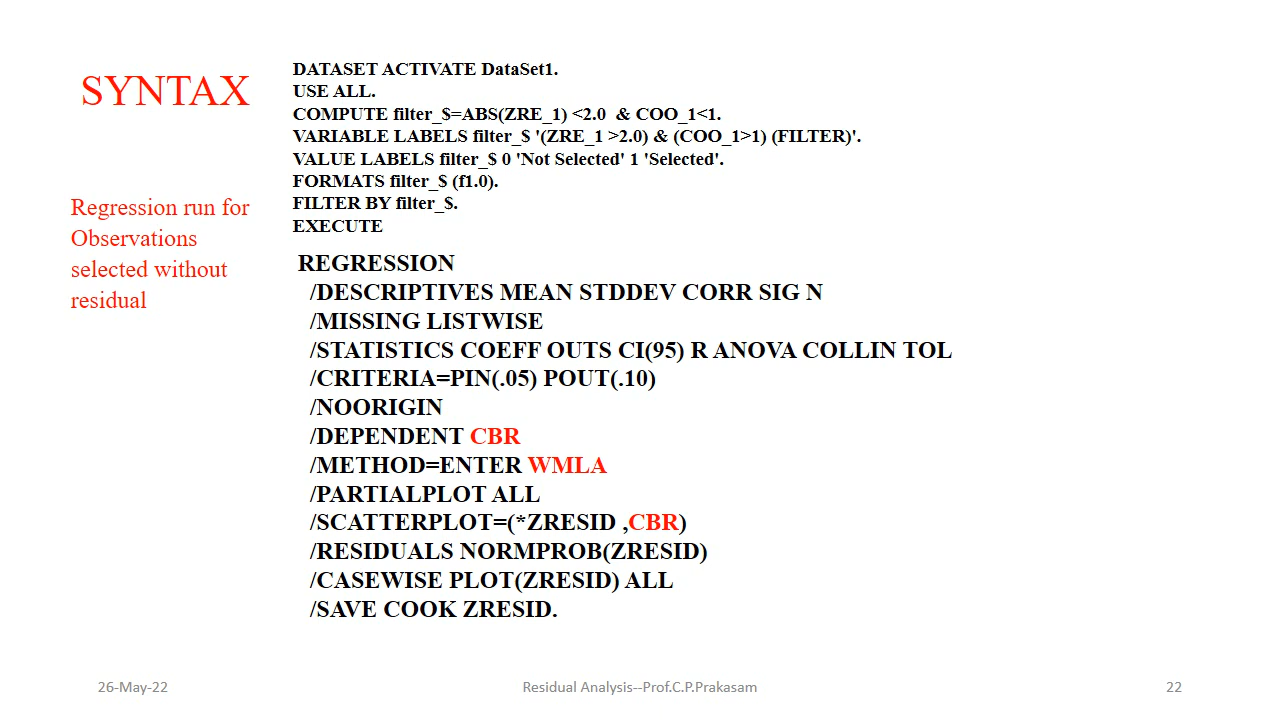 SYNTAX
Regression run for
Observations
selected without
residual
DATASET ACTIVATE DataSet1.
USE ALL.
COMPUTE filter_$=ABS(ZRE_1) <2.0  & COO_1<1.
VARIABLE LABELS filter_$ '(ZRE_1 >2.0) & (COO_1>1) (FILTER)'.
VALUE LABELS filter_$ 0 'Not Selected' 1 'Selected'.
FORMATS filter_$ (f1.0).
FILTER BY filter_$.
EXECUTE
REGRESSION
/DESCRIPTIVES MEAN STDDEV CORR SIG N
/MISSING LISTWISE
/STATISTICS COEFF OUTS CI(95) R ANOVA COLLIN TOL
/CRITERIA=PIN(.05) POUT(.10)
/NOORIGIN
/DEPENDENT CBR
/METHOD=ENTER WMLA
/PARTIALPLOT ALL
/SCATTERPLOT=(*ZRESID ,CBR)
/RESIDUALS NORMPROB(ZRESID)
/CASEWISE PLOT(ZRESID) ALL
/SAVE COOK ZRESID.
26-May-22
Residual Analysis--Prof.C.P.Prakasam
22